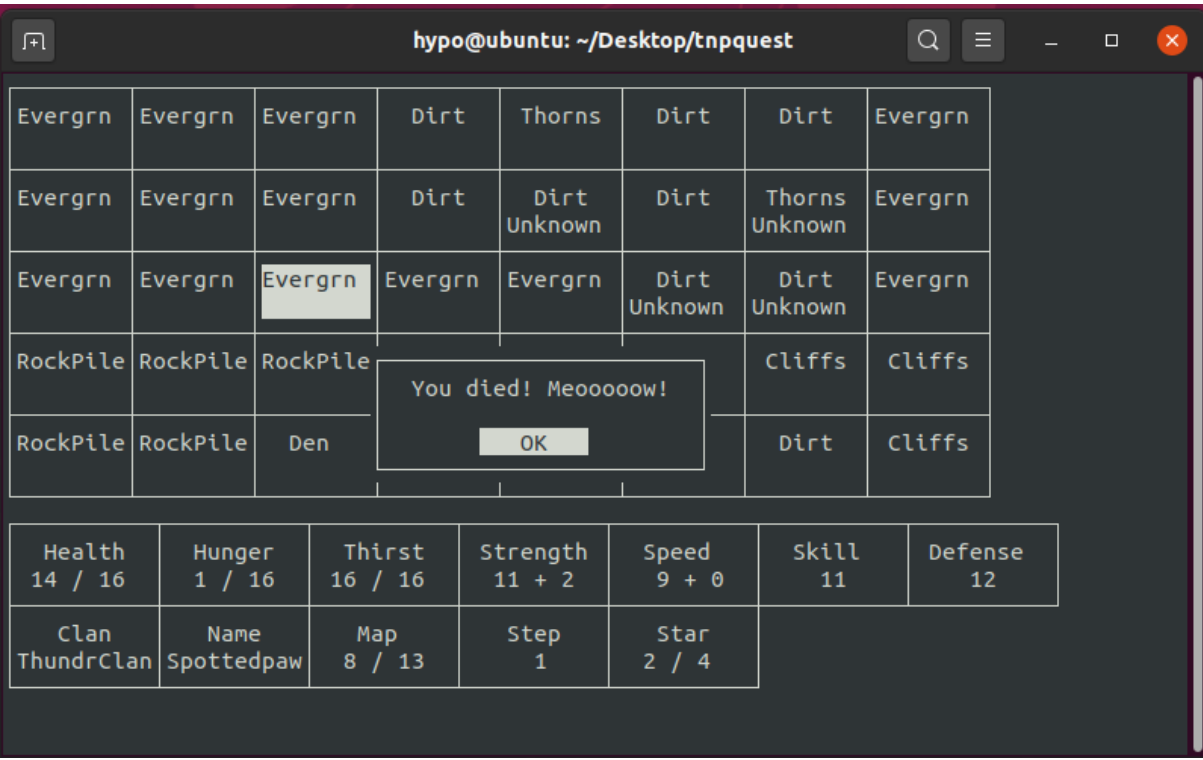 hypo@ubuntu: ~/Desktop/tnpquest
Evergrn Evergrn Evergrn Dirt Thorns Dirt Dirt Evergrn
Evergrn Evergrn Evergrn Dirt Dirt Dirt Thorns Evergrn
Unknown Unknown
Evergrn Evergrn Evergrn Evergrn Evergrn Dirt Dirt Evergrn
Unknown Unknown
RockPile RockPile RockPile Cliffs Cliffs
You died! Meooooow!
RockPile RockPile Den OK Dirt Cliffs
Health Hunger Thirst Strength Speed Skill Defense
14 / 16 1 / 16 16 / 16 11 + 2 9 + 0 11 12
Clan Name Map Step Star
ThundrClan Spottedpaw 8 / 13 1 2 / 4